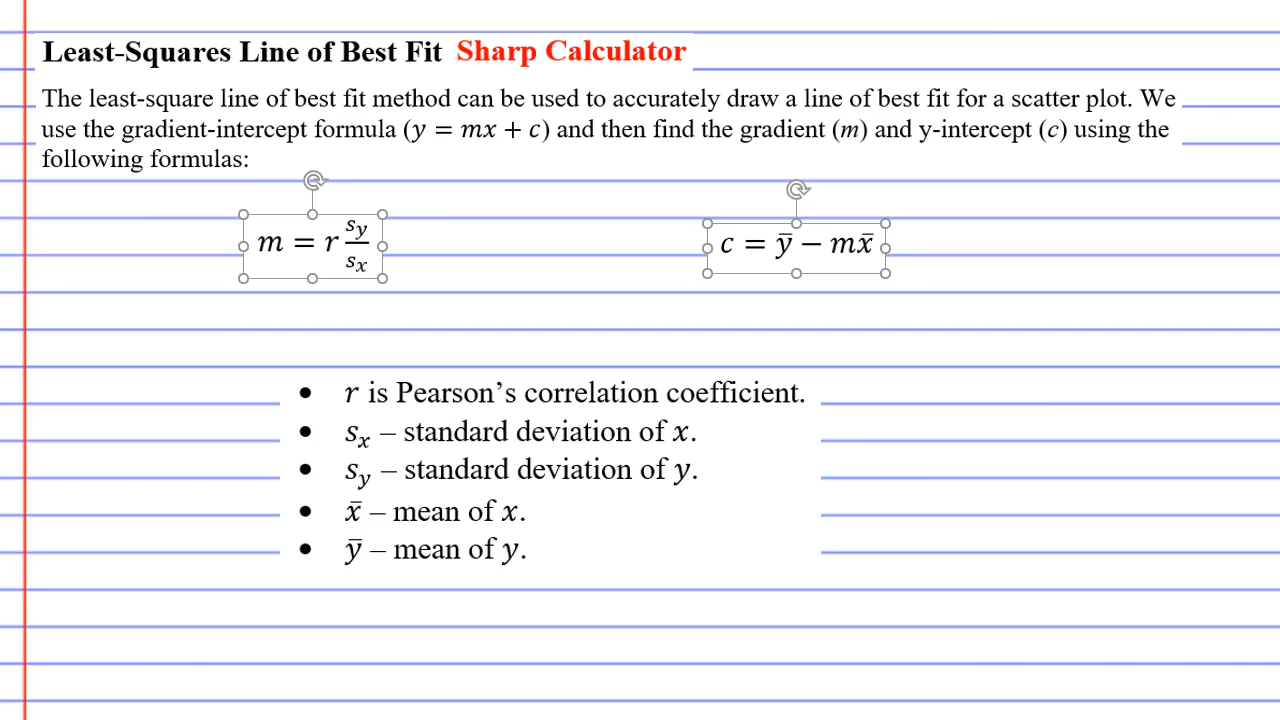 Least-Squares Line of Best Fit Sharp Calculator
The least-square line of best fit method can be used to accurately draw a line of best fit for a scatter plot. We
use the gradient-intercept formula (y = mx + c) and then find the gradient (m) and y-intercept (c) using the
following formulas:
m = r s_y/s_x
c = ȳ − mx̄
• r is Pearson’s correlation coefficient.
• s_x – standard deviation of x.
• s_y – standard deviation of y.
• x̄ – mean of x.
• ȳ – mean of y.